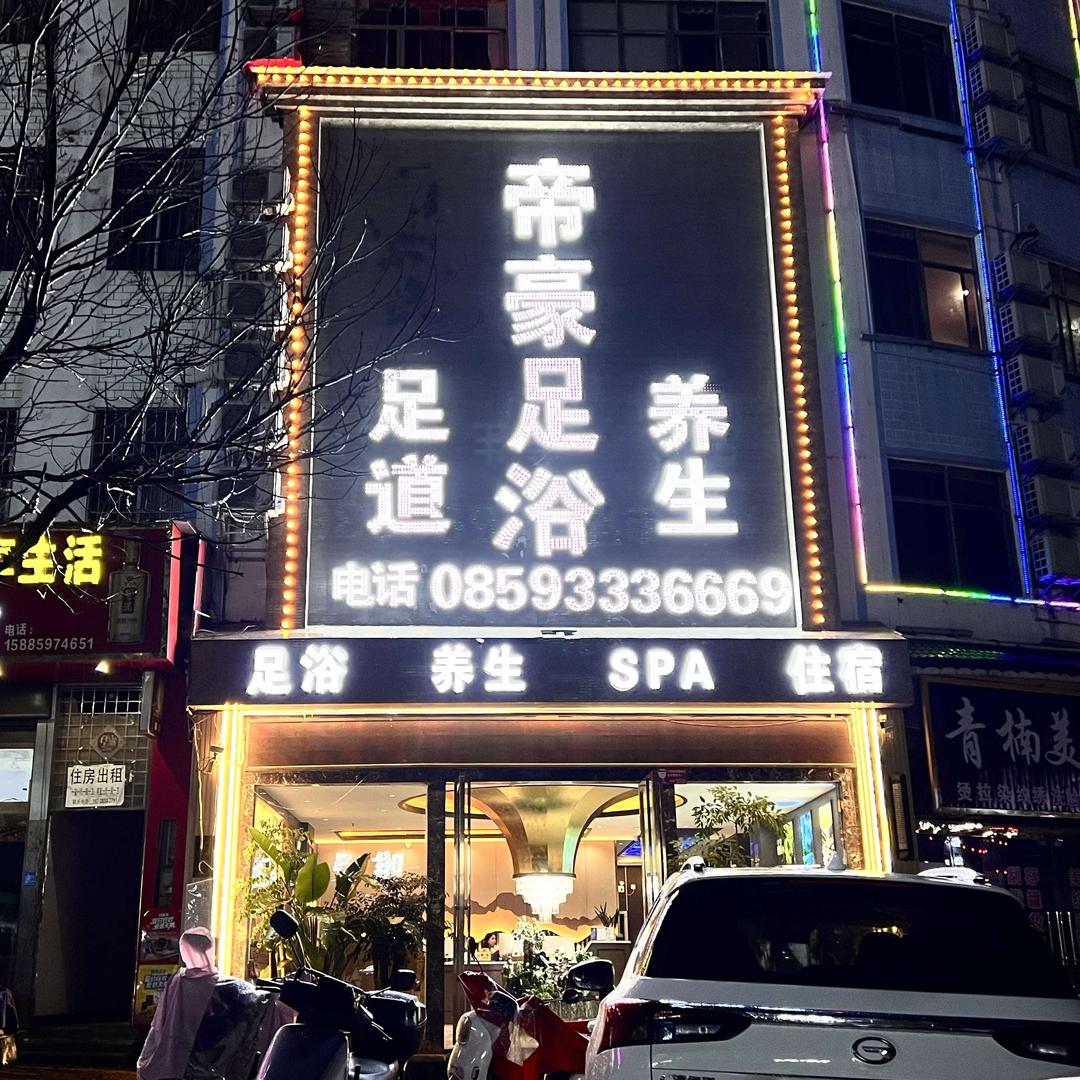 帝豪足浴
足道
养生
电话 08593336669
足浴 养生 SPA 住宿
生活
电话：
15885974651
住房出租
青楠美